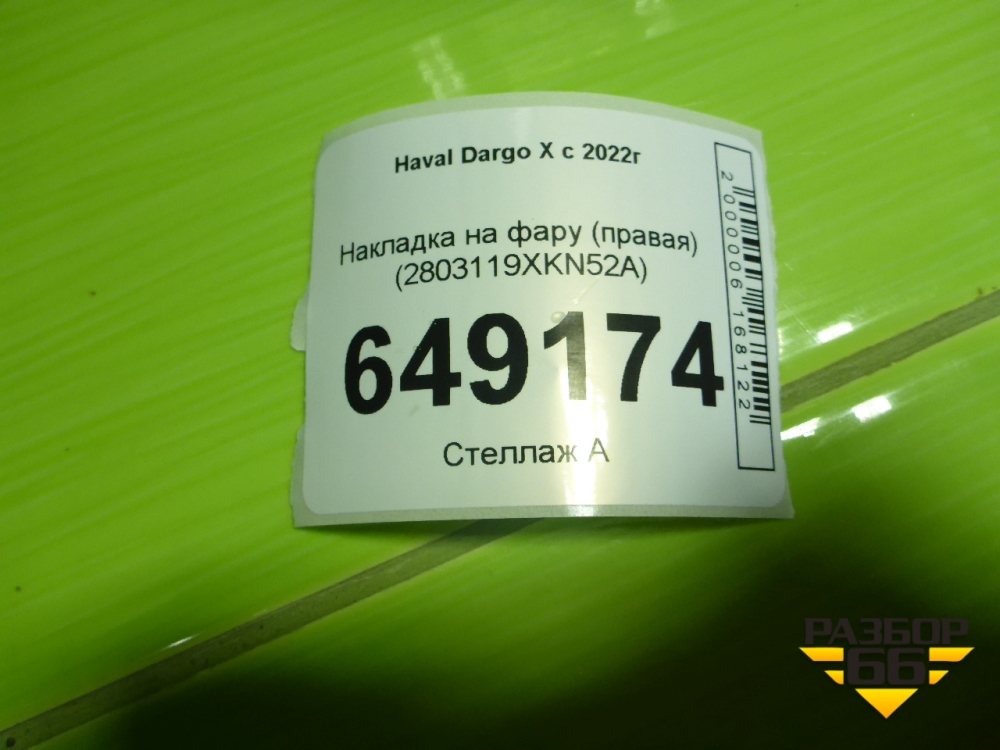 Haval Dargo X с 2022г
Накладка на фару (правая)
(2803119XKN52A)
649174
Стеллаж А
2000006168122
РАЗБОР
66